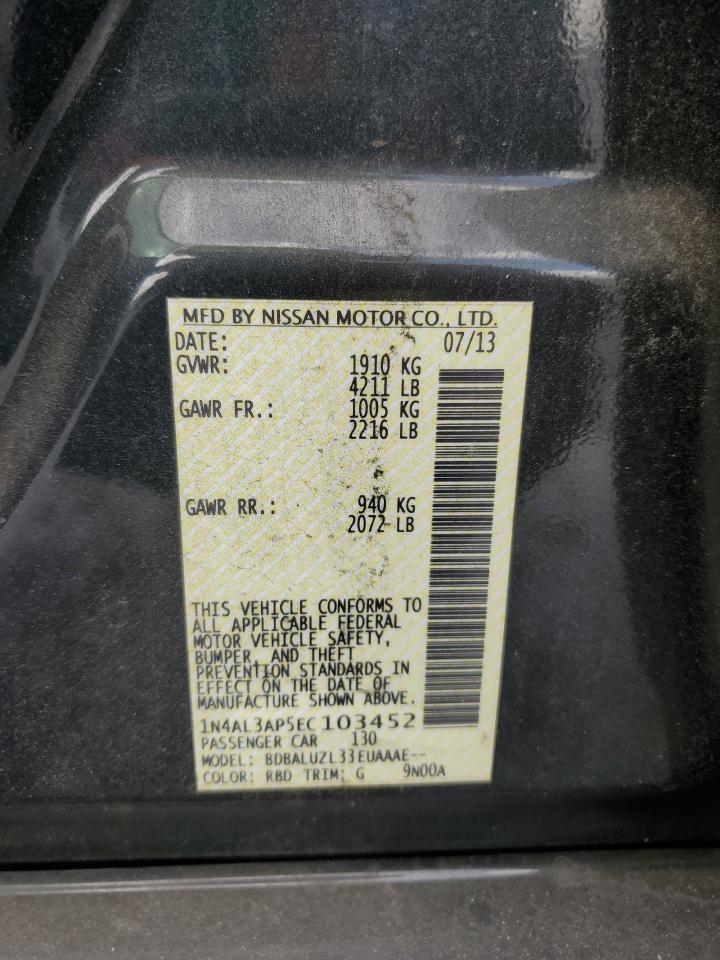 MFD BY NISSAN MOTOR CO., LTD.
DATE: 07/13
GVWR: 1910 KG
4211 LB
GAWR FR.: 1005 KG
2216 LB
GAWR RR.: 940 KG
2072 LB
THIS VEHICLE CONFORMS TO
ALL APPLICABLE FEDERAL
MOTOR VEHICLE SAFETY,
BUMPER, AND THEFT
PREVENTION STANDARDS IN
EFFECT ON THE DATE OF
MANUFACTURE SHOWN ABOVE.
1N4AL3AP5EC103452
PASSENGER CAR 130
MODEL: BDBALUZL33EUAAAE--
COLOR: RBD TRIM: G 9N00A